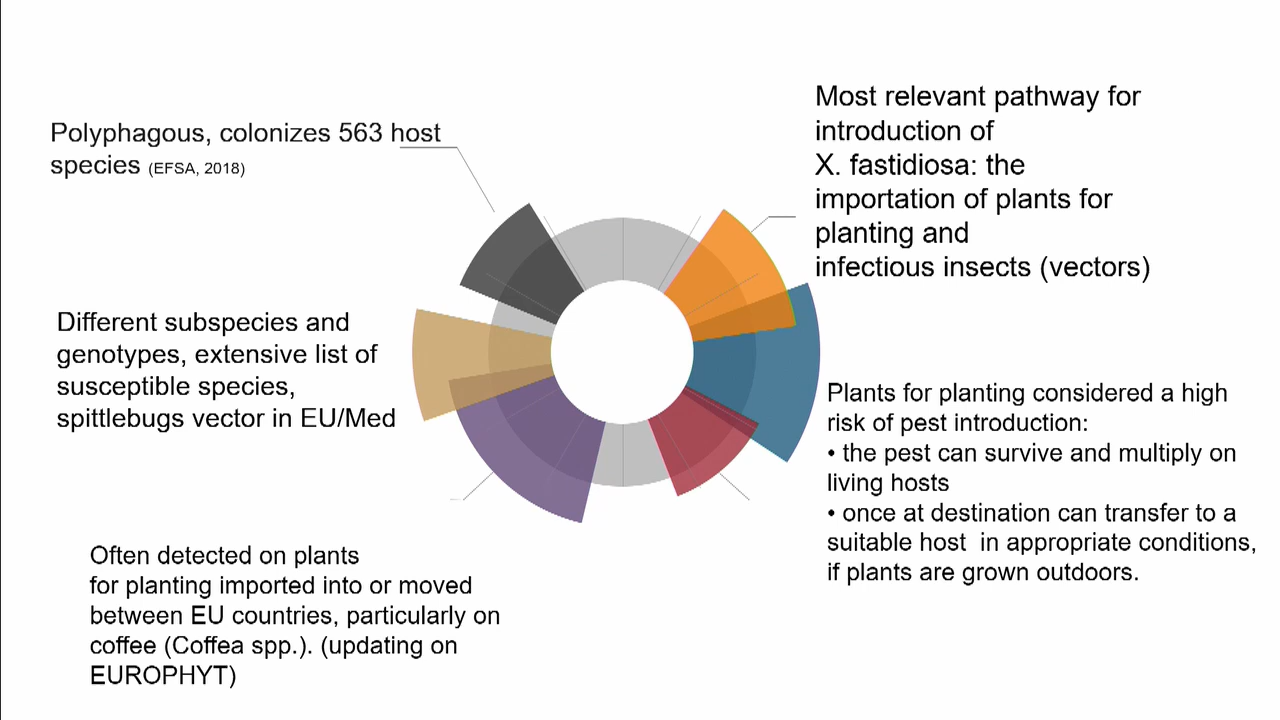 Polyphagous, colonizes 563 host
species (EFSA, 2018)
Different subspecies and
genotypes, extensive list of
susceptible species,
spittlebugs vector in EU/Med
Often detected on plants
for planting imported into or moved
between EU countries, particularly on
coffee (Coffea spp.). (updating on
EUROPHYT)
Most relevant pathway for
introduction of
X. fastidiosa: the
importation of plants for
planting and
infectious insects (vectors)
Plants for planting considered a high
risk of pest introduction:
• the pest can survive and multiply on
living hosts
• once at destination can transfer to a
suitable host  in appropriate conditions,
if plants are grown outdoors.